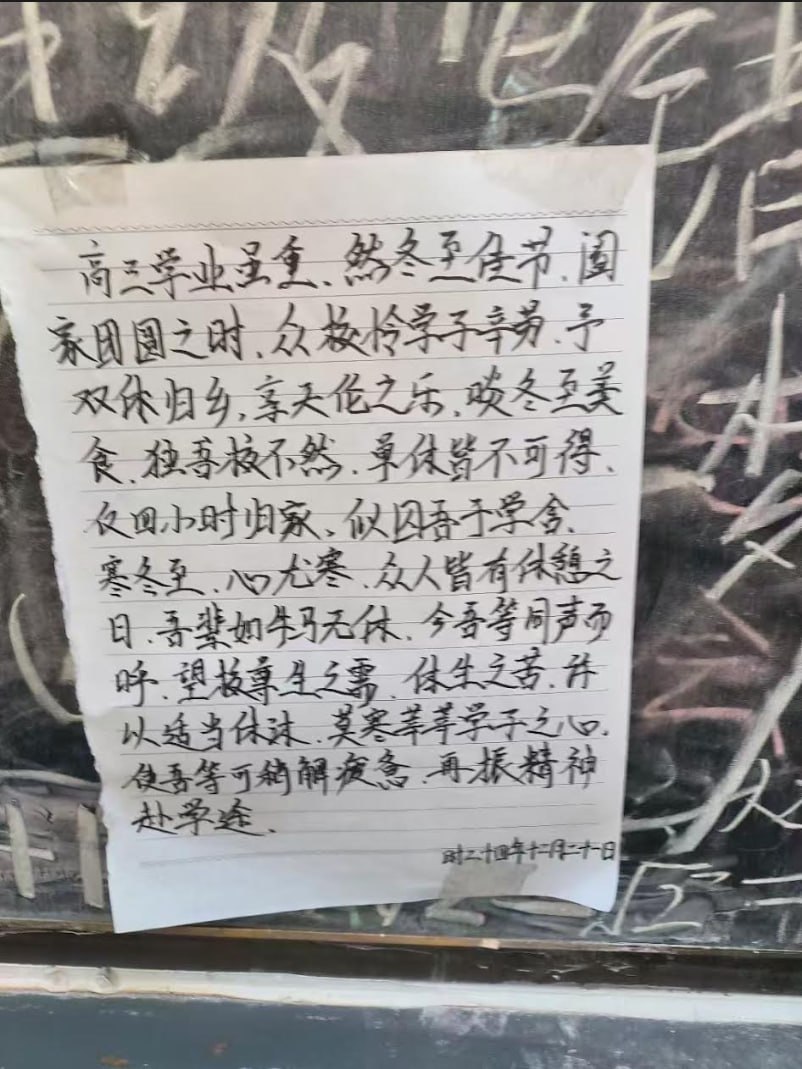 高三学业虽重、然冬至佳节、阖
家团圆之时、众校怜学子辛劳、予
双休归乡，享天伦之乐，啖冬至美
食、独吾校不然、单休皆不可得、
仅四小时归家、似囚吾于学舍、
寒冬至、心尤寒、众人皆有休憩之
日、吾辈如牛马无休、今吾等同声而
呼、望校尊生之需、体生之苦、许
以适当休沐、莫寒莘莘学子之心、
使吾等可稍解疲惫、再振精神
赴学途、
时二十四年十二月二十一日